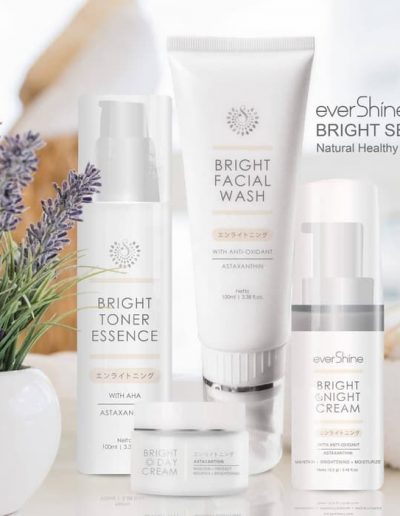 everShine
BRIGHT SE
Natural Healthy
BRIGHT
FACIAL
WASH
エンライトニング
WITH ANTI-OXIDANT
ASTAXANTHIN
Netto
100ml | 3.38 fl.oz.
BRIGHT
TONER
ESSENCE
エンライトニング
WITH AHA
ASTAXANTHIN
Netto
100ml | 3.3
everShine
BRIGHT
NIGHT
CREAM
エンライトニング
WITH ANTI-OXIDANT
ASTAXANTHIN
BRIGHT
DAY
CREAM
エンライトニング
ASTAXANTHIN